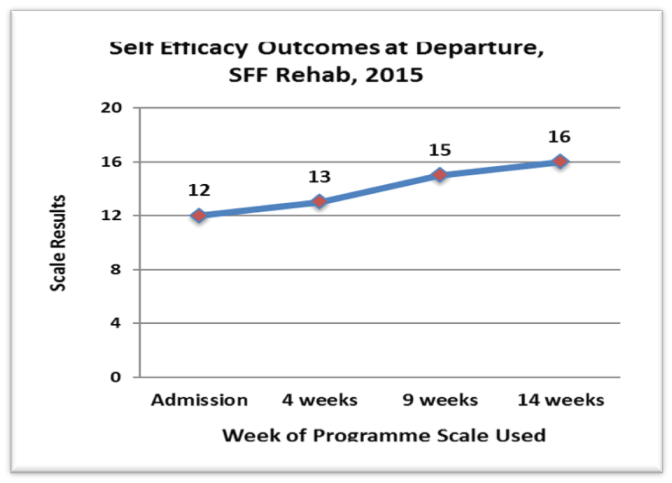 Self Efficacy Outcomes at Departure,
SFF Rehab, 2015
20
16
12
8
4
0
Scale Results
12
13
15
16
Admission
4 weeks
9 weeks
14 weeks
Week of Programme Scale Used